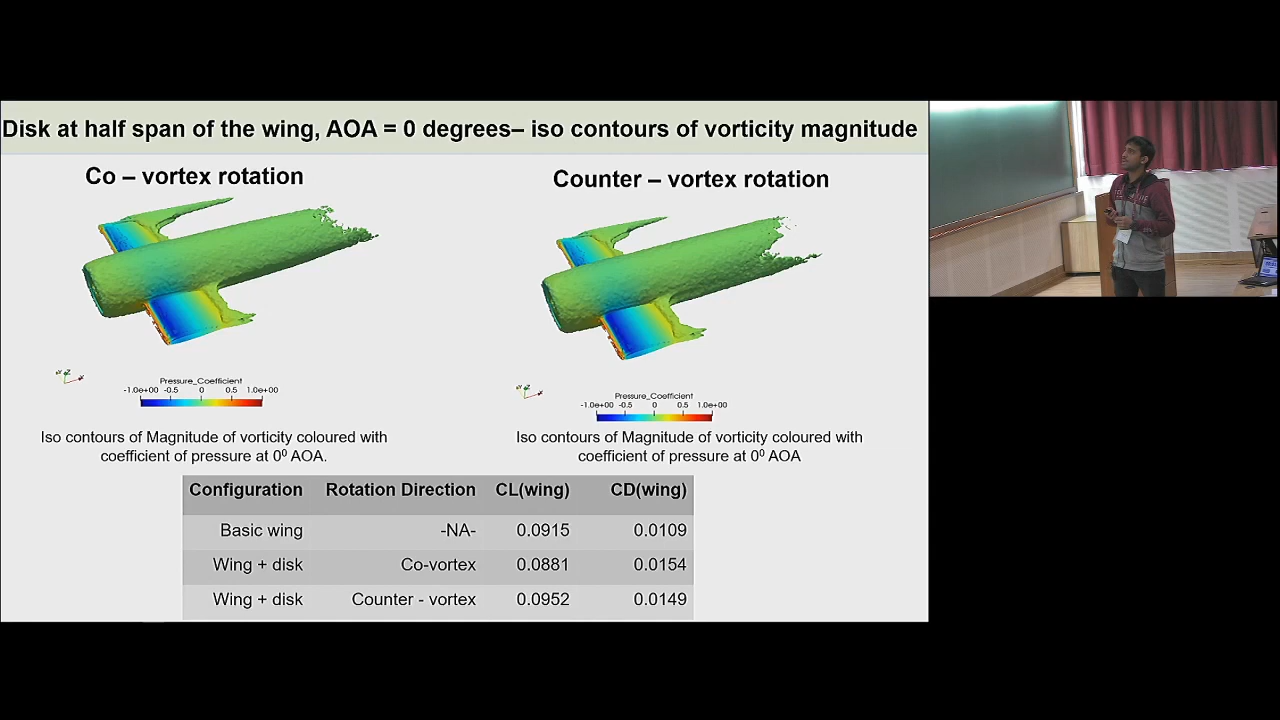 Disk at half span of the wing, AOA = 0 degrees– iso contours of vorticity magnitude
Co – vortex rotation
Counter – vortex rotation
Pressure_Coefficient
-1.0e+00 -0.5 0 0.5 1.0e+00
Pressure_Coefficient
-1.0e+00 -0.5 0 0.5 1.0e+00
Iso contours of Magnitude of vorticity coloured with
coefficient of pressure at 0⁰ AOA.
Iso contours of Magnitude of vorticity coloured with
coefficient of pressure at 0⁰ AOA
Configuration Rotation Direction CL(wing) CD(wing)
Basic wing -NA- 0.0915 0.0109
Wing + disk Co-vortex 0.0881 0.0154
Wing + disk Counter - vortex 0.0952 0.0149